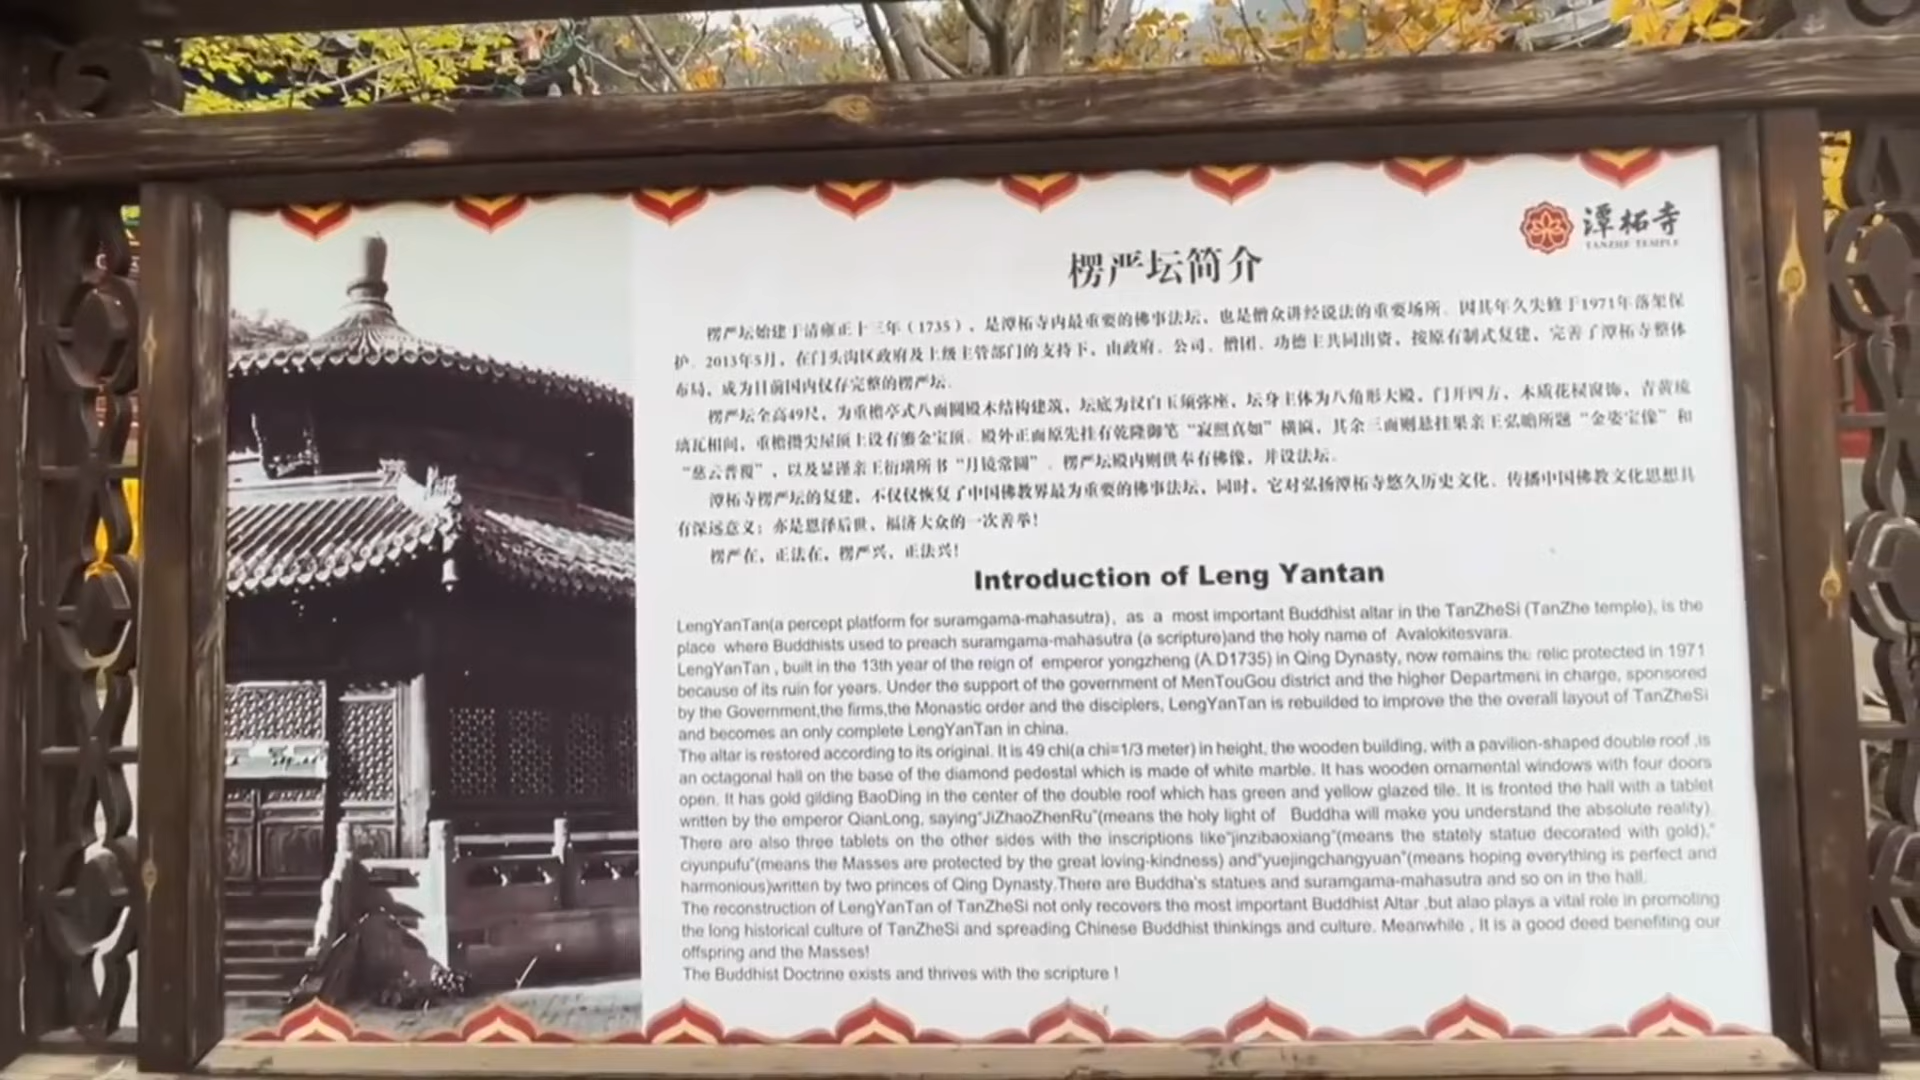 潭柘寺
TANZHE TEMPLE
楞严坛简介
楞严坛始建于清雍正十三年（1735），是潭柘寺内最重要的佛事法坛，也是僧众讲经说法的重要场所。因其年久失修于1971年落架保
护。2013年5月，在门头沟区政府及上级主管部门的支持下，由政府、公司、僧团、功德主共同出资，按原有制式复建，完善了潭柘寺整体
布局，成为目前国内仅存完整的楞严坛。
楞严坛全高49尺，为重檐亭式八面圆殿木结构建筑，坛底为汉白玉须弥座，坛身主体为八角形大殿，门开四方，木质花棂窗饰，青黄琉
璃瓦相间，重檐攒尖屋顶上设有鎏金宝顶。殿外正面原先挂有乾隆御笔“寂照真如”横匾，其余三面则悬挂果亲王弘瞻所题“金姿宝像”和
“慈云普覆”，以及显谨亲王衍璜所书“月镜常圆”。楞严坛殿内则供奉有佛像，并设法坛。
潭柘寺楞严坛的复建，不仅仅恢复了中国佛教界最为重要的佛事法坛，同时，它对弘扬潭柘寺悠久历史文化、传播中国佛教文化思想具
有深远意义；亦是恩泽后世、福济大众的一次善举！
楞严在，正法在，楞严兴，正法兴！
Introduction of Leng Yantan
LengYanTan(a percept platform for suramgama-mahasutra), as a most important Buddhist altar in the TanZheSi (TanZhe temple), is the
place where Buddhists used to preach suramgama-mahasutra (a scripture)and the holy name of Avalokitesvara.
LengYanTan , built in the 13th year of the reign of emperor yongzheng (A.D1735) in Qing Dynasty, now remains the relic protected in 1971
because of its ruin for years. Under the support of the government of MenTouGou district and the higher Department in charge, sponsored
by the Government,the firms,the Monastic order and the disciplers, LengYanTan is rebuilded to improve the the overall layout of TanZheSi
and becomes an only complete LengYanTan in china.
The altar is restored according to its original. It is 49 chi(a chi=1/3 meter) in height, the wooden building, with a pavilion-shaped double roof ,is
an octagonal hall on the base of the diamond pedestal which is made of white marble. It has wooden ornamental windows with four doors
open. It has gold gilding BaoDing in the center of the double roof which has green and yellow glazed tile. It is fronted the hall with a tablet
written by the emperor QianLong, saying"JiZhaoZhenRu"(means the holy light of Buddha will make you understand the absolute reality).
There are also three tablets on the other sides with the inscriptions like"jinzibaoxiang"(means the stately statue decorated with gold),"
ciyunpufu"(means the Masses are protected by the great loving-kindness) and"yuejingchangyuan"(means hoping everything is perfect and
harmonious)written by two princes of Qing Dynasty.There are Buddha's statues and suramgama-mahasutra and so on in the hall.
The reconstruction of LengYanTan of TanZheSi not only recovers the most important Buddhist Altar ,but alao plays a vital role in promoting
the long historical culture of TanZheSi and spreading Chinese Buddhist thinkings and culture. Meanwhile , It is a good deed benefiting our
offspring and the Masses!
The Buddhist Doctrine exists and thrives with the scripture !